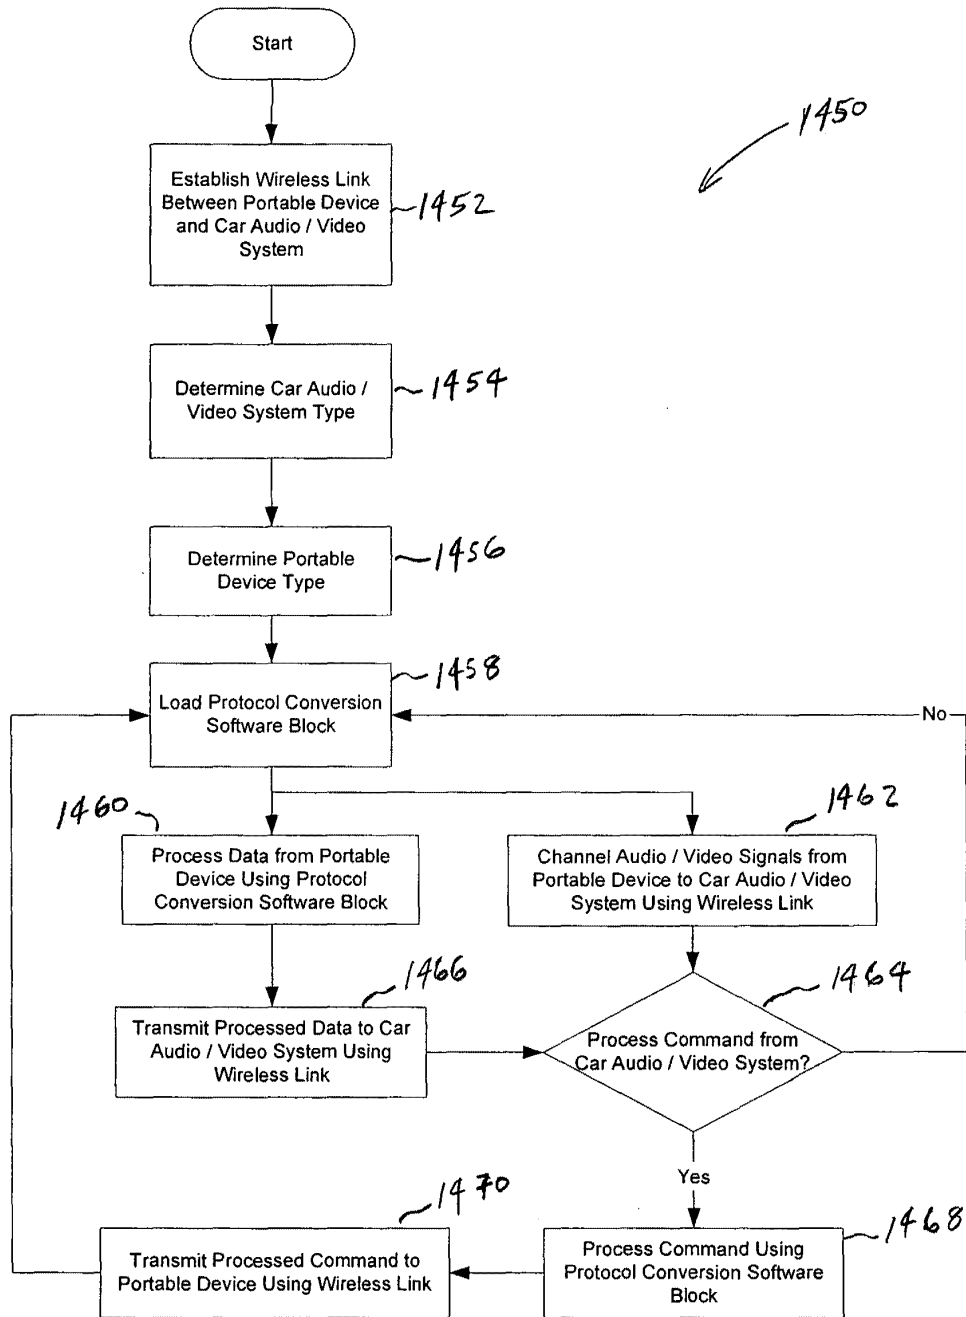 Start
1450
Establish Wireless Link
Between Portable Device
and Car Audio / Video
System
1452
Determine Car Audio /
Video System Type
1454
Determine Portable
Device Type
1456
Load Protocol Conversion
Software Block
1458
No
1460
Process Data from Portable
Device Using Protocol
Conversion Software Block
1462
Channel Audio / Video Signals from
Portable Device to Car Audio / Video
System Using Wireless Link
1466
Transmit Processed Data to Car
Audio / Video System Using
Wireless Link
1464
Process Command from
Car Audio / Video System?
Yes
1470
Transmit Processed Command to
Portable Device Using Wireless Link
1468
Process Command Using
Protocol Conversion Software
Block